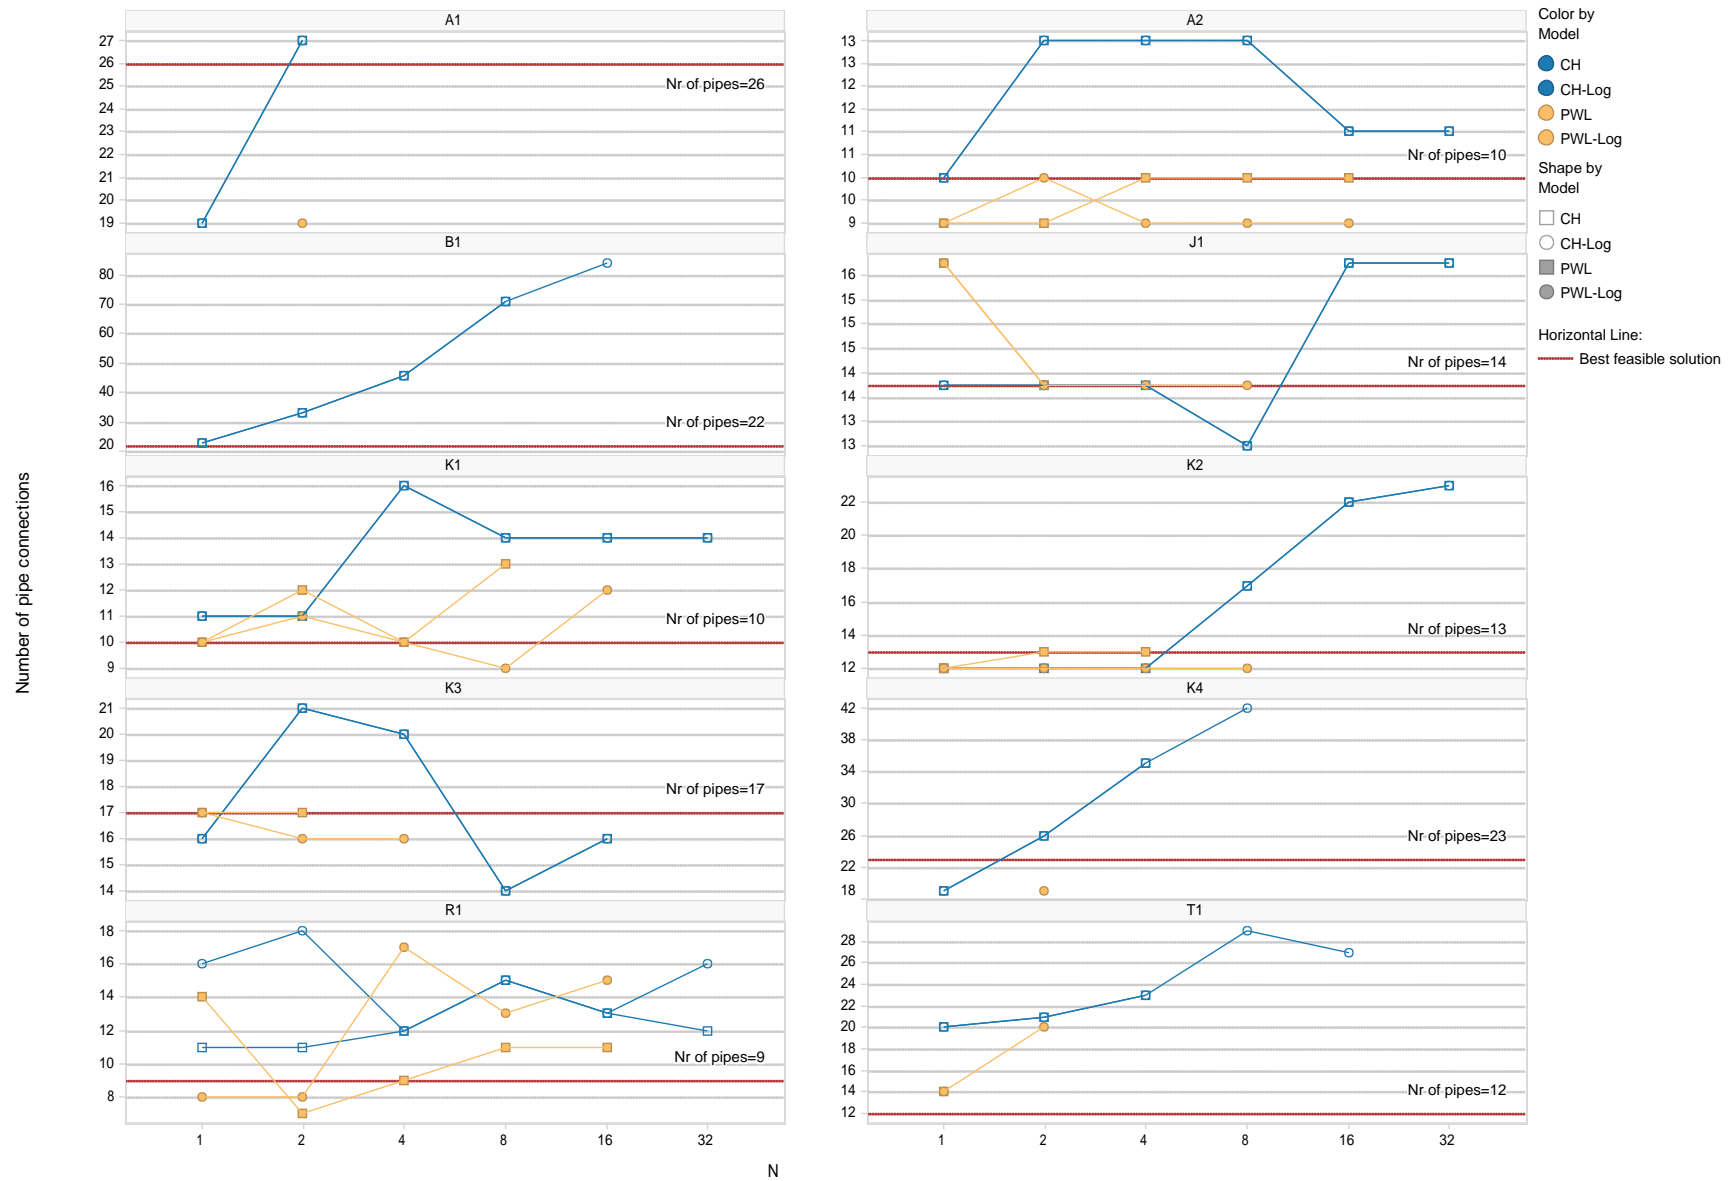 Number of pipe connections
A1
27
26
25
24
23
22
21
20
19
Nr of pipes=26
A2
13
13
12
12
11
11
10
10
9
Nr of pipes=10
B1
80
70
60
50
40
30
20
Nr of pipes=22
J1
16
15
15
15
14
14
13
13
Nr of pipes=14
K1
16
15
14
13
12
11
10
9
Nr of pipes=10
K2
22
20
18
16
14
12
Nr of pipes=13
K3
21
20
19
18
17
16
15
14
Nr of pipes=17
K4
42
38
34
30
26
22
18
Nr of pipes=23
R1
18
16
14
12
10
8
Nr of pipes=9
1 2 4 8 16 32
T1
28
26
24
22
20
18
16
14
12
Nr of pipes=12
1 2 4 8 16 32
N
Color by
Model
CH
CH-Log
PWL
PWL-Log
Shape by
Model
CH
CH-Log
PWL
PWL-Log
Horizontal Line:
Best feasible solution